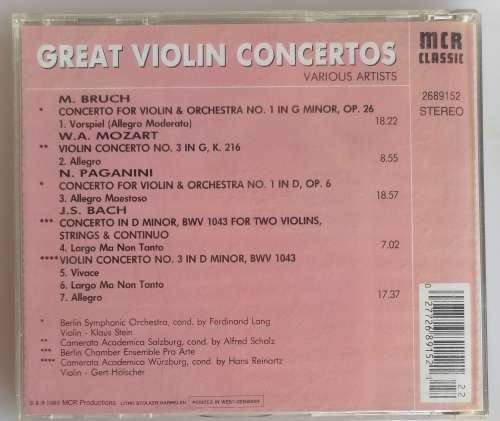 GREAT VIOLIN CONCERTOS
VARIOUS ARTISTS
MCR
CLASSIC
2689152
STEREO
M. BRUCH
* CONCERTO FOR VIOLIN & ORCHESTRA NO. 1 IN G MINOR, OP. 26
1. Vorspiel (Allegro Moderato) 18.22
W.A. MOZART
** VIOLIN CONCERTO NO. 3 IN G, K. 216
2. Allegro 8.55
N. PAGANINI
* CONCERTO FOR VIOLIN & ORCHESTRA NO. 1 IN D, OP. 6
3. Allegro Maestoso 18.57
J.S. BACH
*** CONCERTO IN D MINOR, BWV 1043 FOR TWO VIOLINS,
STRINGS & CONTINUO
4. Largo Ma Non Tanto 7.02
**** VIOLIN CONCERTO NO. 3 IN D MINOR, BWV 1043
5. Vivace
6. Largo Ma Non Tanto
7. Allegro 17.37
* Berlin Symphonic Orchestra, cond. by Ferdinand Lang
Violin - Klaus Stein
** Camerata Academica Salzburg, cond. by Alfred Scholz
*** Berlin Chamber Ensemble Pro Arte
**** Camerata Academica Würzburg, cond. by Hans Reinartz
Violin - Gert Hölscher
MCR Productions
PRINTED IN WEST-GERMANY
0 27726 89152
22